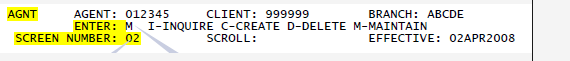 AGNT AGENT: 012345 CLIENT: 999999 BRANCH: ABCDE
ENTER: M I-INQUIRE C-CREATE D-DELETE M-MAINTAIN
SCREEN NUMBER: 02 SCROLL: EFFECTIVE: 02APR2008